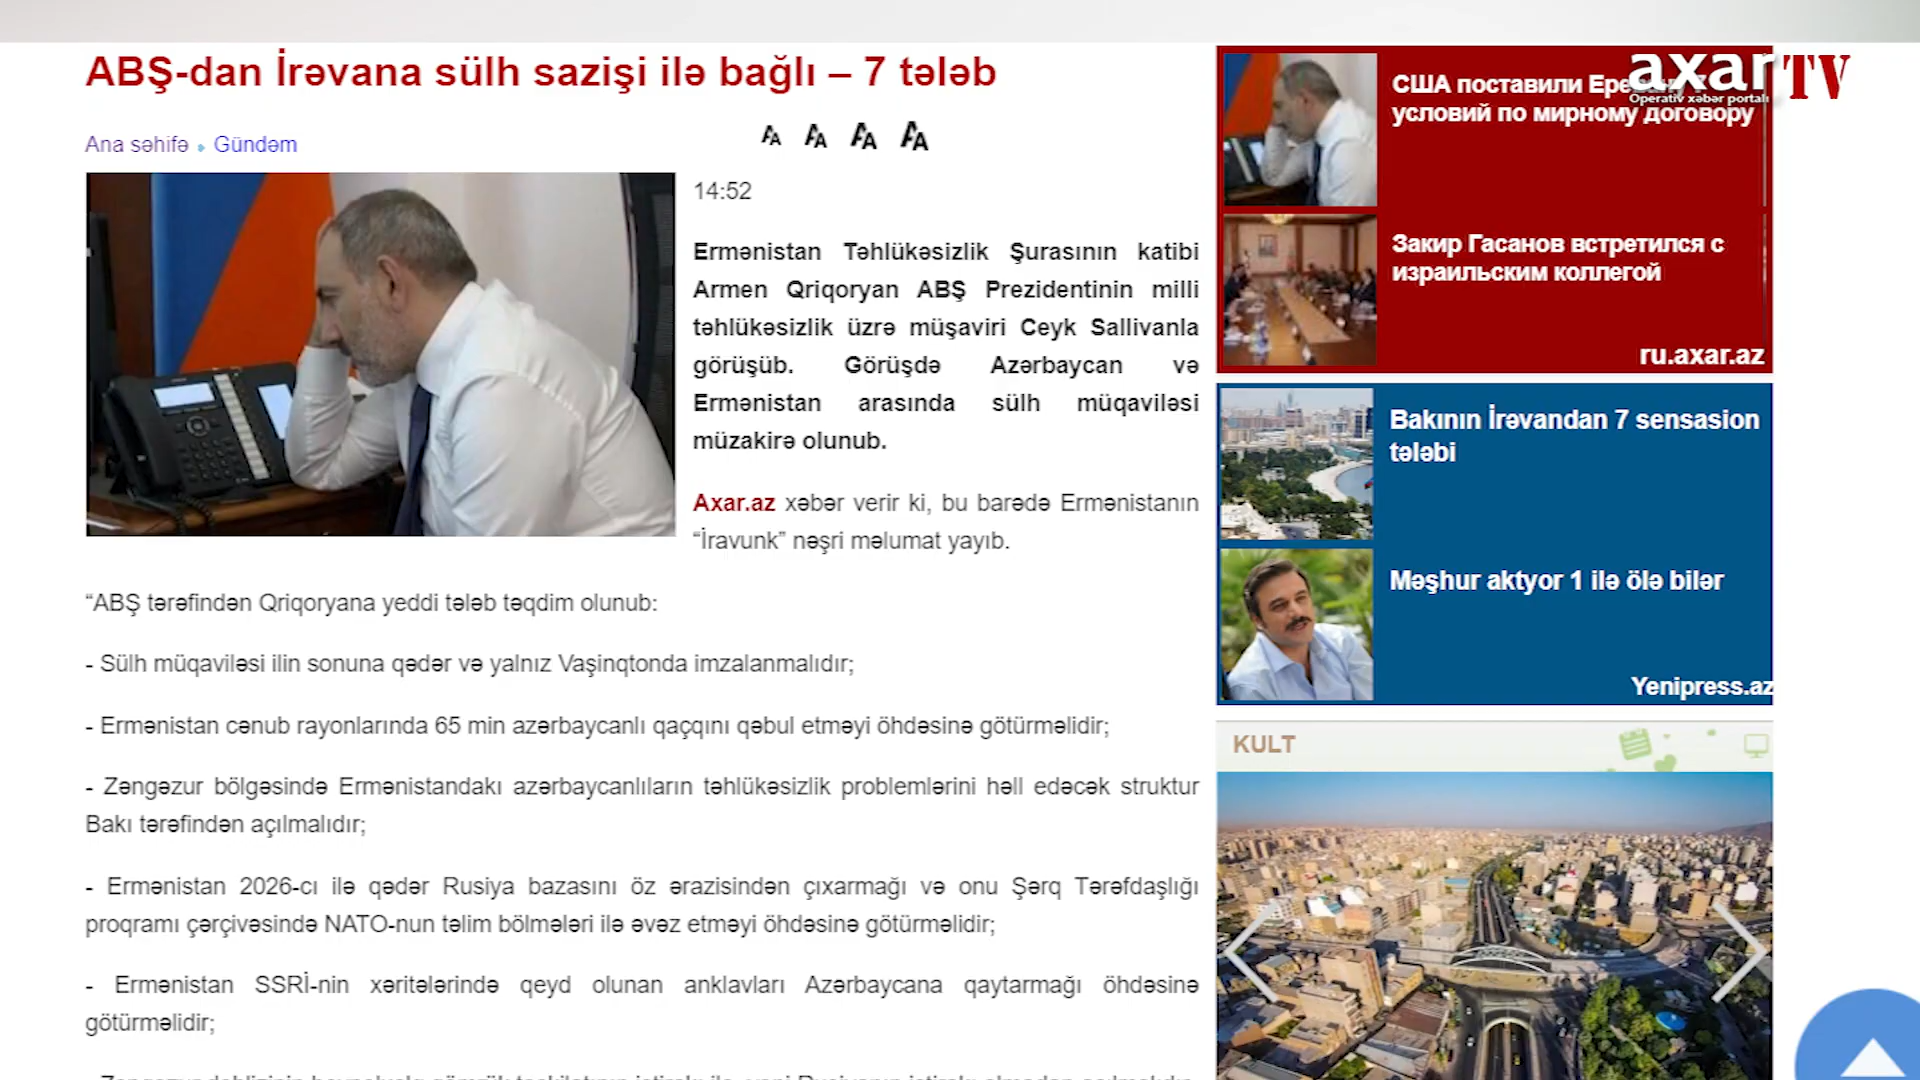 ABŞ-dan İrəvana sülh sazişi ilə bağlı – 7 tələb
Ana səhifə • Gündəm
AA AA AA AA
14:52
Ermənistan Təhlükəsizlik Şurasının katibi
Armen Qriqoryan ABŞ Prezidentinin milli
təhlükəsizlik üzrə müşaviri Ceyk Sallivanla
görüşüb. Görüşdə Azərbaycan və
Ermənistan arasında sülh müqaviləsi
müzakirə olunub.
Axar.az xəbər verir ki, bu barədə Ermənistanın
“İravunk” nəşri məlumat yayıb.
“ABŞ tərəfindən Qriqoryana yeddi tələb təqdim olunub:
- Sülh müqaviləsi ilin sonuna qədər və yalnız Vaşinqtonda imzalanmalıdır;
- Ermənistan cənub rayonlarında 65 min azərbaycanlı qaçqını qəbul etməyi öhdəsinə götürməlidir;
- Zəngəzur bölgəsində Ermənistandakı azərbaycanlıların təhlükəsizlik problemlərini həll edəcək struktur
Bakı tərəfindən açılmalıdır;
- Ermənistan 2026-cı ilə qədər Rusiya bazasını öz ərazisindən çıxarmağı və onu Şərq Tərəfdaşlığı
proqramı çərçivəsində NATO-nun təlim bölmələri ilə əvəz etməyi öhdəsinə götürməlidir;
- Ermənistan SSRİ-nin xəritələrində qeyd olunan anklavları Azərbaycana qaytarmağı öhdəsinə
götürməlidir;
axar TV
Operativ xəbər portalı
США поставили
условий по мирному договору
Закир Гасанов встретился с
израильским коллегой
ru.axar.az
Bakının İrəvandan 7 sensasion
tələbi
Məşhur aktyor 1 ilə ölə bilər
Yenipress.az
KULT